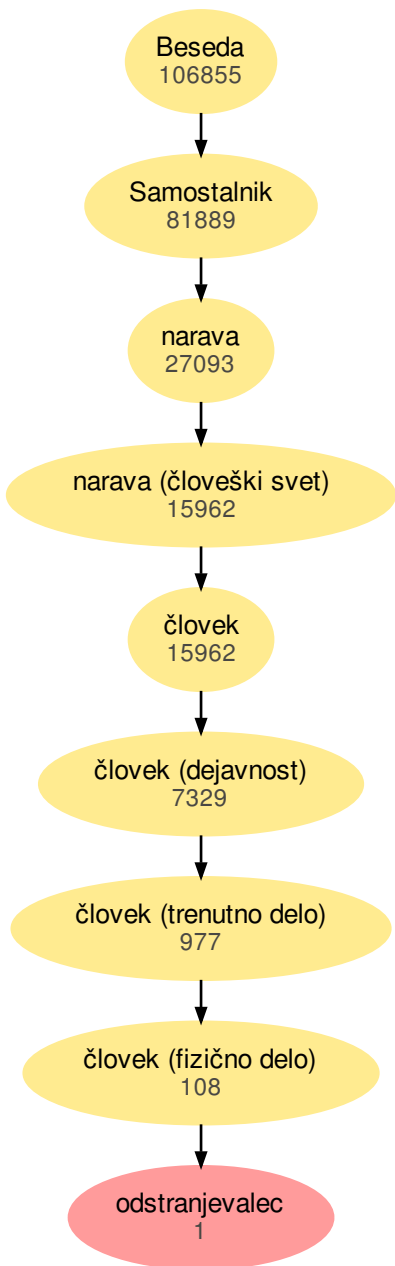 Beseda
106855
Samostalnik
81889
narava
27093
narava (človeški svet)
15962
človek
15962
človek (dejavnost)
7329
človek (trenutno delo)
977
človek (fizično delo)
108
odstranjevalec
1